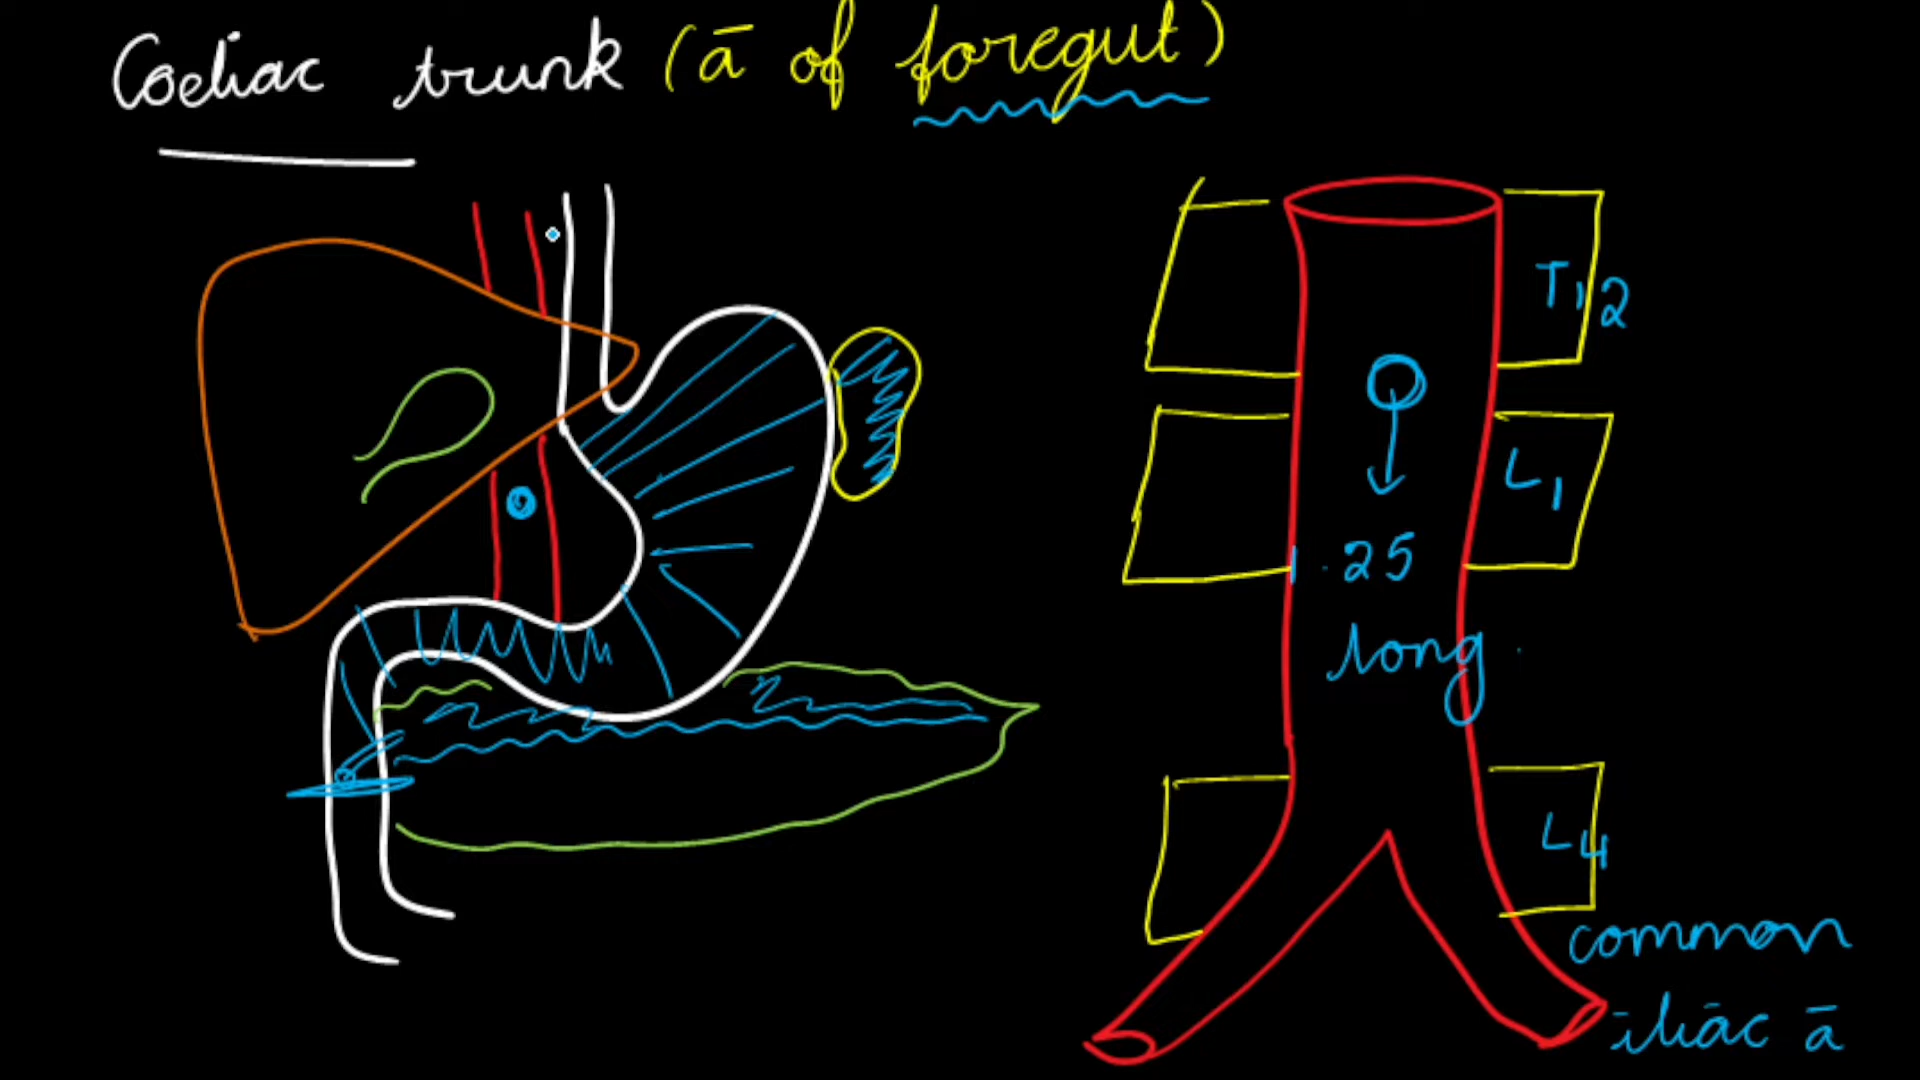 Coeliac trunk (ā of foregut)
T12
L1
1.25
long
L4
common
iliac ā